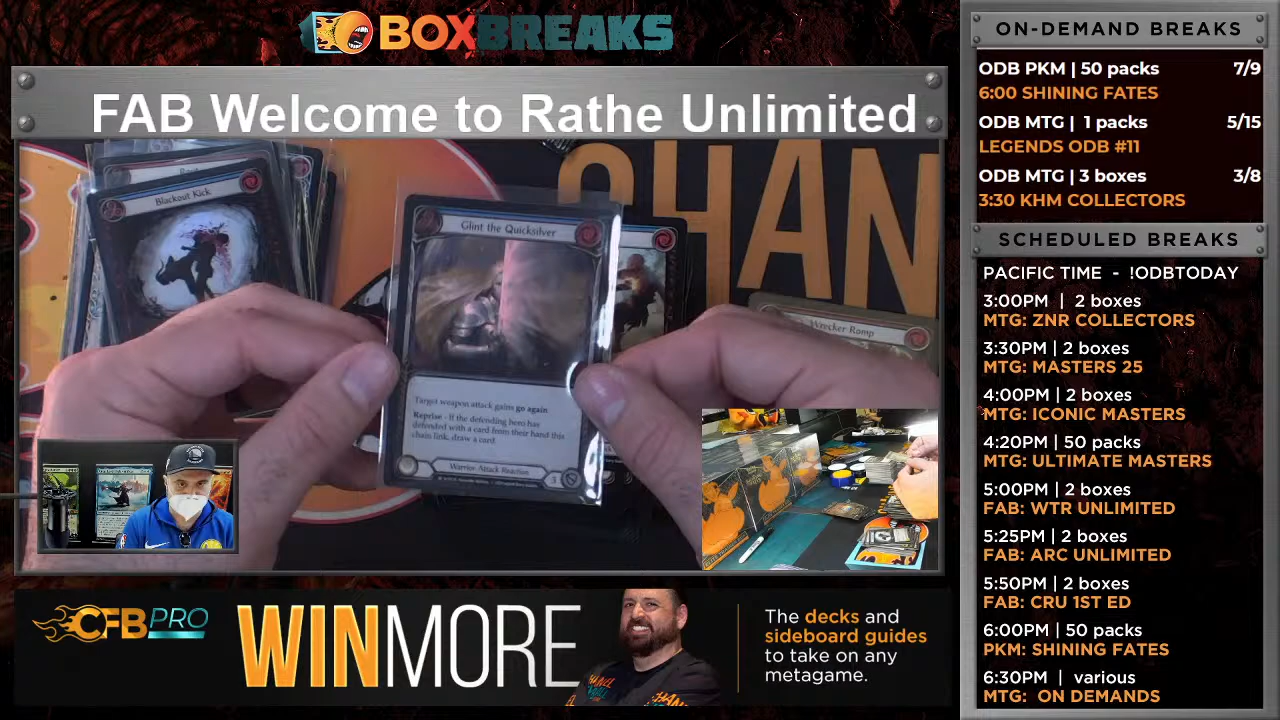 BOXBREAKS
FAB Welcome to Rathe Unlimited
Blackout Kick
Glint the Quicksilver
Target weapon attack gains go again
Reprise - If the defending hero has
defended with a card from their hand this
chain link, draw a card.
Warrior Attack Reaction
3
Wrecker Romp
CHAN
CFBPRO
WINMORE
The decks and
sideboard guides
to take on any
metagame.
ON-DEMAND BREAKS
ODB PKM | 50 packs 7/9
6:00 SHINING FATES
ODB MTG | 1 packs 5/15
LEGENDS ODB #11
ODB MTG | 3 boxes 3/8
3:30 KHM COLLECTORS
SCHEDULED BREAKS
PACIFIC TIME - !ODBTODAY
3:00PM | 2 boxes
MTG: ZNR COLLECTORS
3:30PM | 2 boxes
MTG: MASTERS 25
4:00PM | 2 boxes
MTG: ICONIC MASTERS
4:20PM | 50 packs
MTG: ULTIMATE MASTERS
5:00PM | 2 boxes
FAB: WTR UNLIMITED
5:25PM | 2 boxes
FAB: ARC UNLIMITED
5:50PM | 2 boxes
FAB: CRU 1ST ED
6:00PM | 50 packs
PKM: SHINING FATES
6:30PM | various
MTG: ON DEMANDS